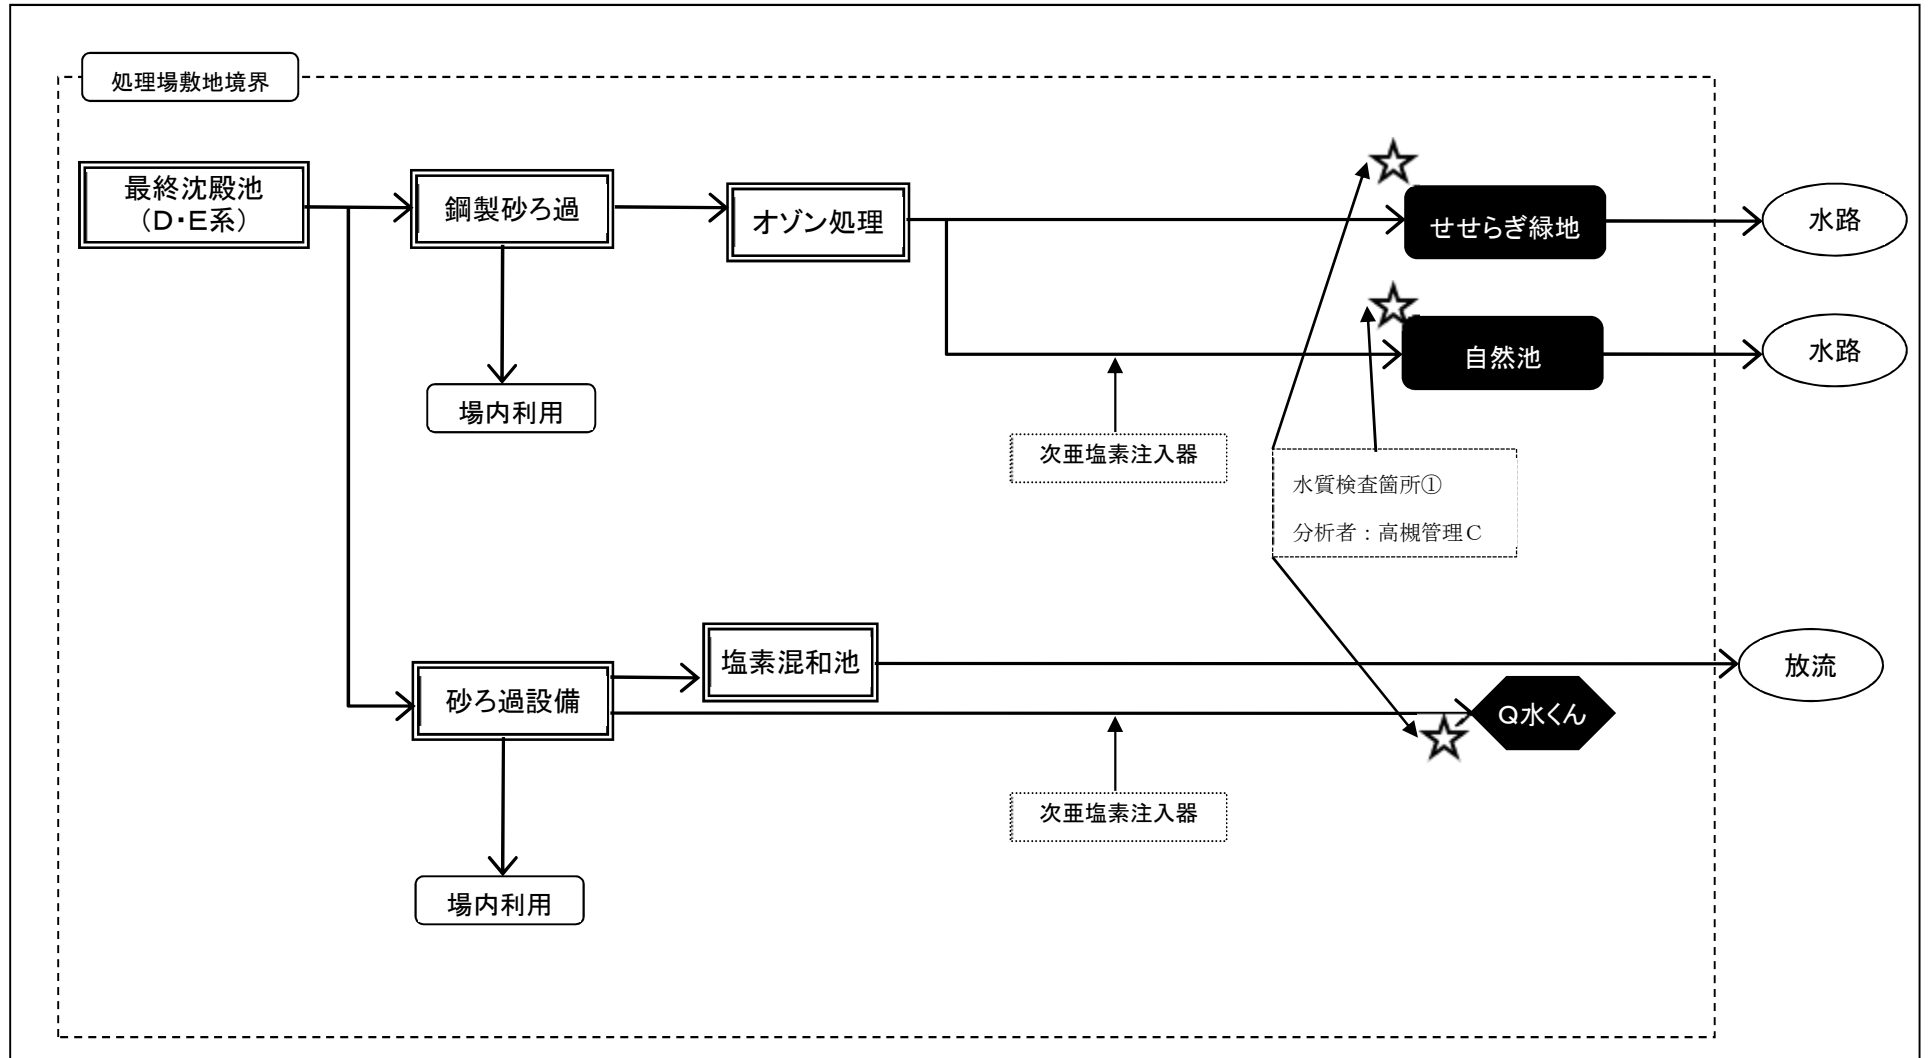 処理場敷地境界
最終沈殿池
（D・E系）
鋼製砂ろ過
オゾン処理
せせらぎ緑地
水路
自然池
水路
場内利用
次亜塩素注入器
水質検査箇所①
分析者：高槻管理C
塩素混和池
放流
砂ろ過設備
Q水くん
次亜塩素注入器
場内利用